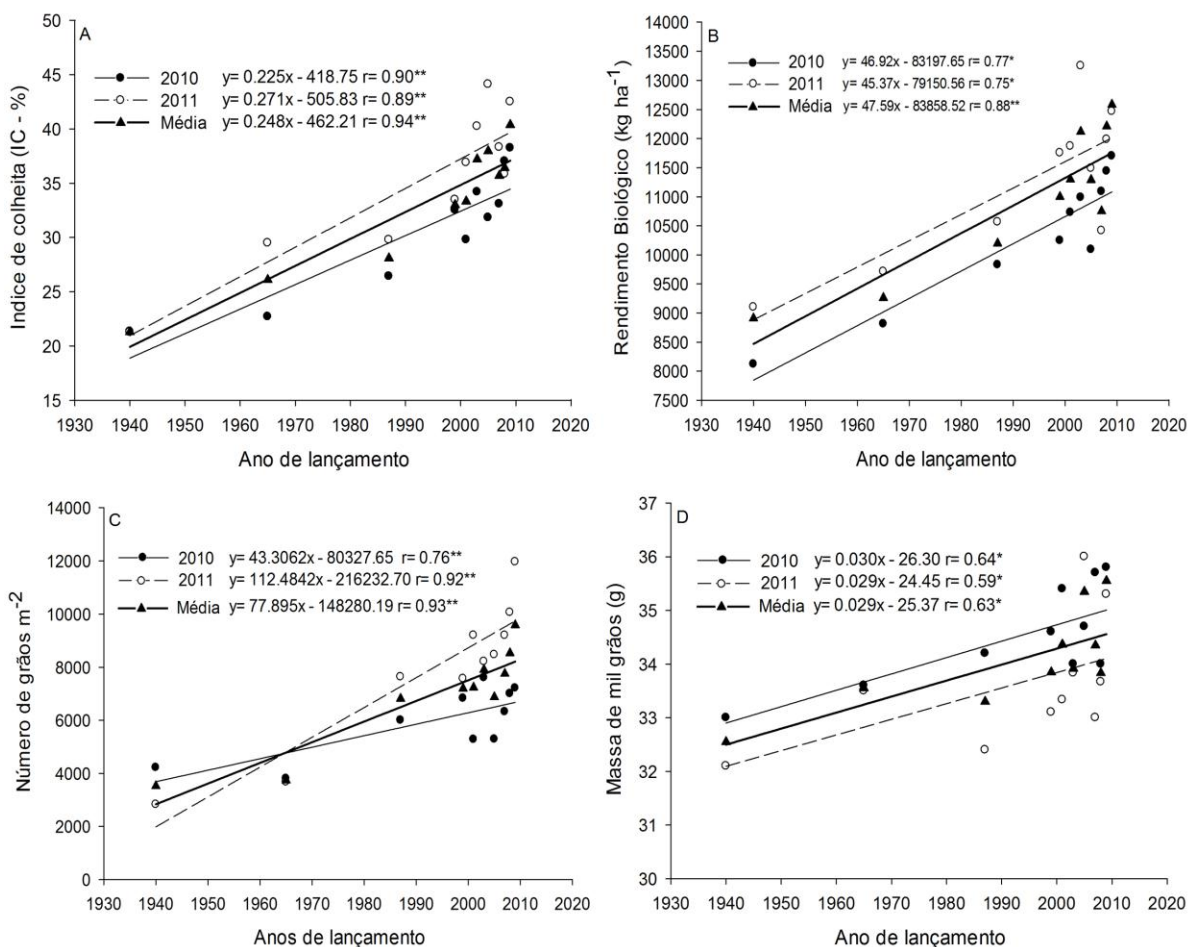 A
2010 y= 0.225x - 418.75 r= 0.90**
2011 y= 0.271x - 505.83 r= 0.89**
Média y= 0.248x - 462.21 r= 0.94**
Indice de colheita (IC - %)
50
45
40
35
30
25
20
15
1930 1940 1950 1960 1970 1980 1990 2000 2010 2020
Ano de lançamento
B
2010 y= 46.92x - 83197.65 r= 0.77*
2011 y= 45.37x - 79150.56 r= 0.75*
Média y= 47.59x - 83858.52 r= 0.88**
Rendimento Biológico (kg ha⁻¹)
14000
13500
13000
12500
12000
11500
11000
10500
10000
9500
9000
8500
8000
7500
1930 1940 1950 1960 1970 1980 1990 2000 2010 2020
Ano de lançamento
C
2010 y= 43.3062x - 80327.65 r= 0.76**
2011 y= 112.4842x - 216232.70 r= 0.92**
Média y= 77.895x - 148280.19 r= 0.93**
Número de grãos m⁻²
14000
12000
10000
8000
6000
4000
2000
0
1930 1940 1950 1960 1970 1980 1990 2000 2010 2020
Anos de lançamento
D
2010 y= 0.030x - 26.30 r= 0.64*
2011 y= 0.029x - 24.45 r= 0.59*
Média y= 0.029x - 25.37 r= 0.63*
Massa de mil grãos (g)
37
36
35
34
33
32
31
30
1930 1940 1950 1960 1970 1980 1990 2000 2010 2020
Ano de lançamento